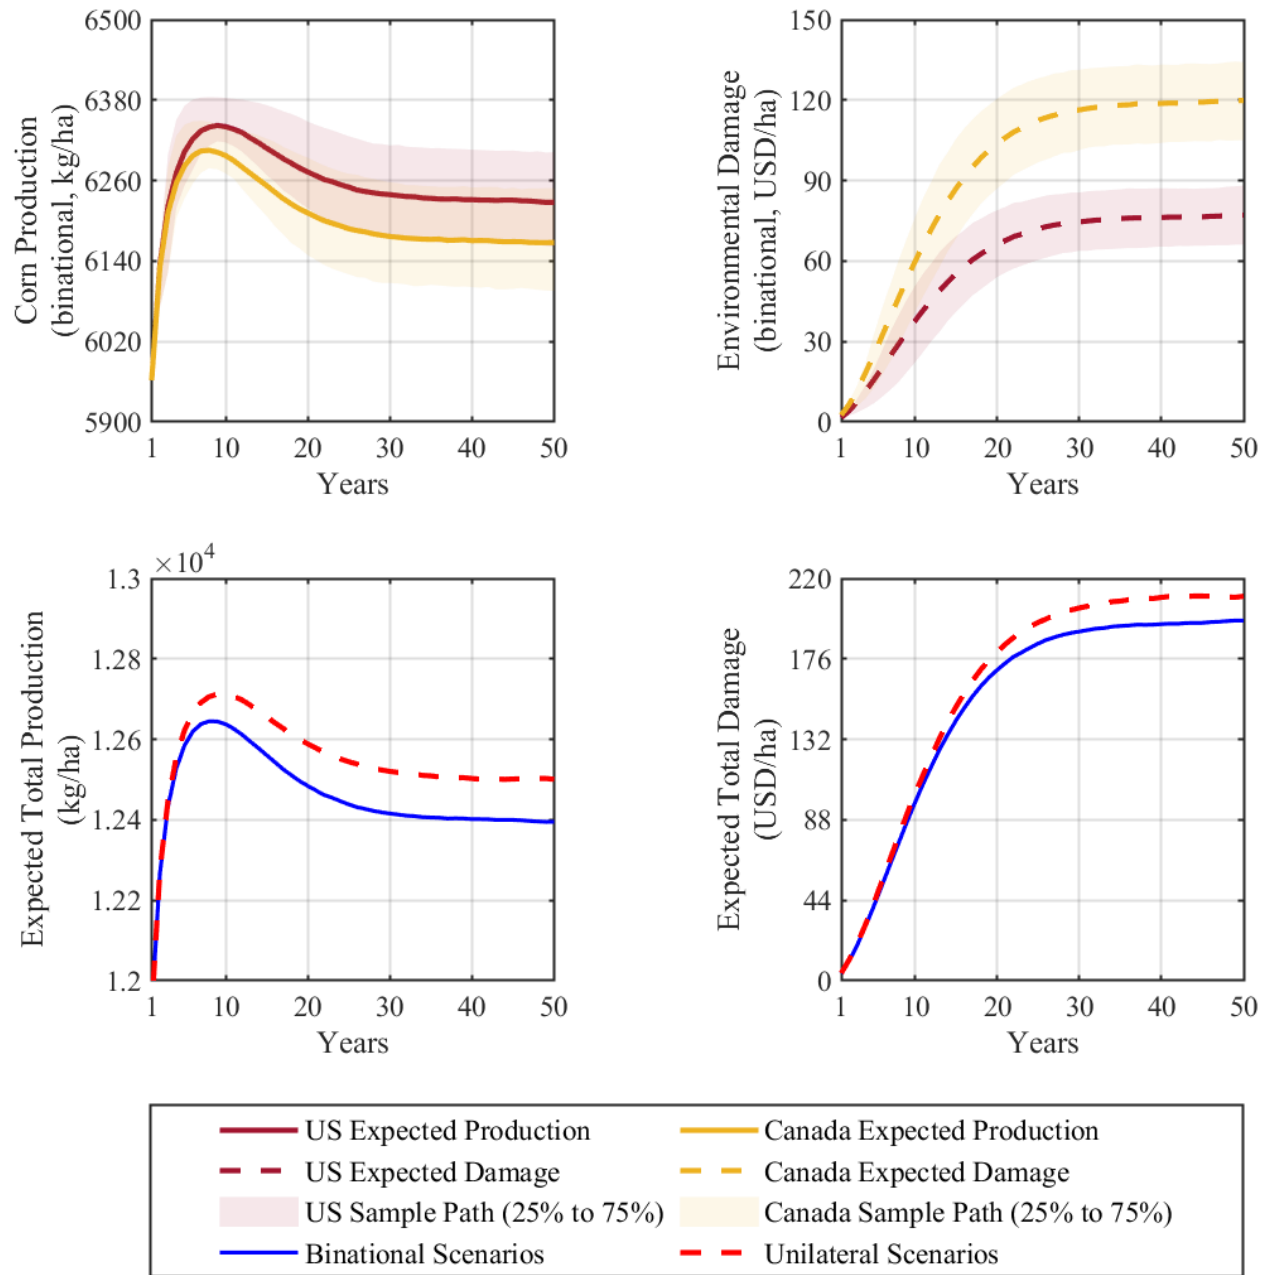 6500
6380
6260
6140
6020
5900
Corn Production
(binational, kg/ha)
1 10 20 30 40 50
Years
150
120
90
60
30
0
Environmental Damage
(binational, USD/ha)
1 10 20 30 40 50
Years
×10⁴
1.3
1.28
1.26
1.24
1.22
1.2
Expected Total Production
(kg/ha)
1 10 20 30 40 50
Years
220
176
132
88
44
0
Expected Total Damage
(USD/ha)
1 10 20 30 40 50
Years
US Expected Production Canada Expected Production
US Expected Damage Canada Expected Damage
US Sample Path (25% to 75%) Canada Sample Path (25% to 75%)
Binational Scenarios Unilateral Scenarios